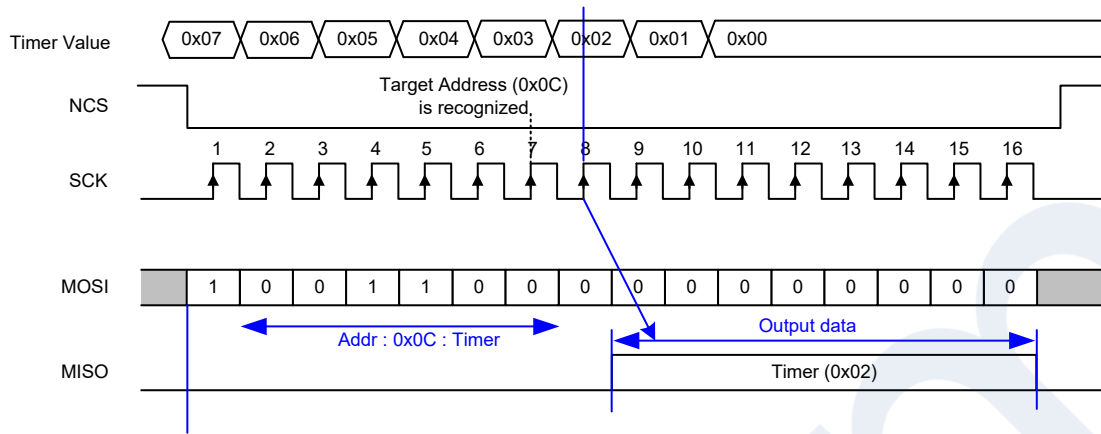 Timer Value 0x07 0x06 0x05 0x04 0x03 0x02 0x01 0x00
Target Address (0x0C)
is recognized
NCS
1 2 3 4 5 6 7 8 9 10 11 12 13 14 15 16
SCK
MOSI 1 0 0 1 1 0 0 0 0 0 0 0 0 0 0 0
Addr : 0x0C : Timer
Output data
MISO
Timer (0x02)